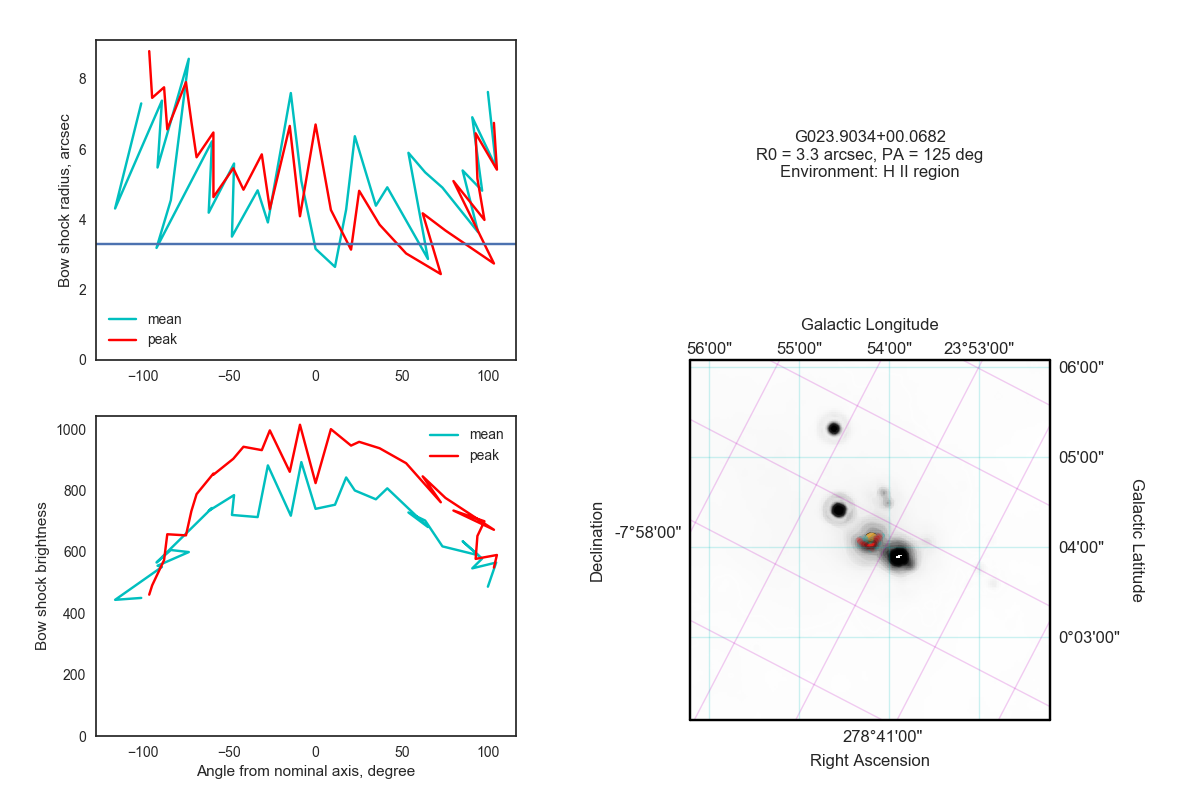 Bow shock radius, arcsec
8
6
4
2
0
mean
peak
−100 −50 0 50 100
Bow shock brightness
1000
800
600
400
200
0
mean
peak
−100 −50 0 50 100
Angle from nominal axis, degree
G023.9034+00.0682
R0 = 3.3 arcsec, PA = 125 deg
Environment: H II region
Galactic Longitude
56'00" 55'00" 54'00" 23°53'00"
06'00"
05'00"
04'00"
0°03'00"
Galactic Latitude
-7°58'00"
Declination
278°41'00"
Right Ascension